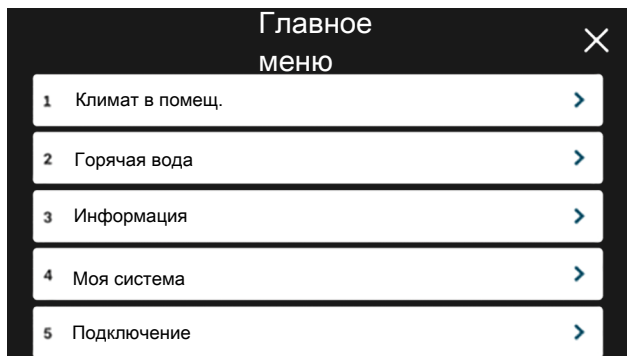 Главное
меню
1 Климат в помещ.
2 Горячая вода
3 Информация
4 Моя система
5 Подключение